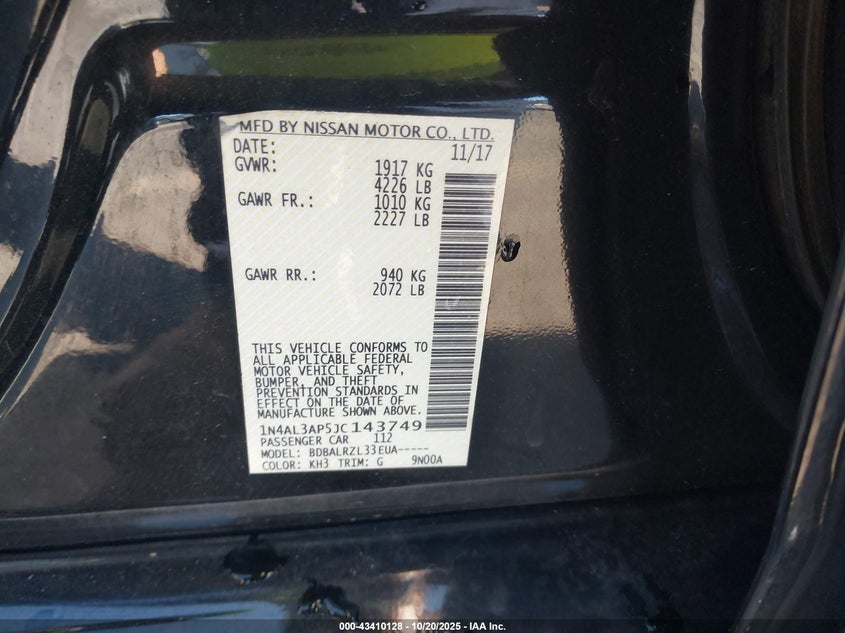 MFD BY NISSAN MOTOR CO., LTD.
DATE: 11/17
GVWR: 1917 KG
4226 LB
GAWR FR.: 1010 KG
2227 LB
GAWR RR.: 940 KG
2072 LB
THIS VEHICLE CONFORMS TO
ALL APPLICABLE FEDERAL
MOTOR VEHICLE SAFETY,
BUMPER, AND THEFT
PREVENTION STANDARDS IN
EFFECT ON THE DATE OF
MANUFACTURE SHOWN ABOVE.
1N4AL3AP5JC143749
PASSENGER CAR 112
MODEL: BDBALRZL33EUA-----
COLOR: KH3 TRIM: G 9N00A
000-43410128 - 10/20/2025 - IAA Inc.